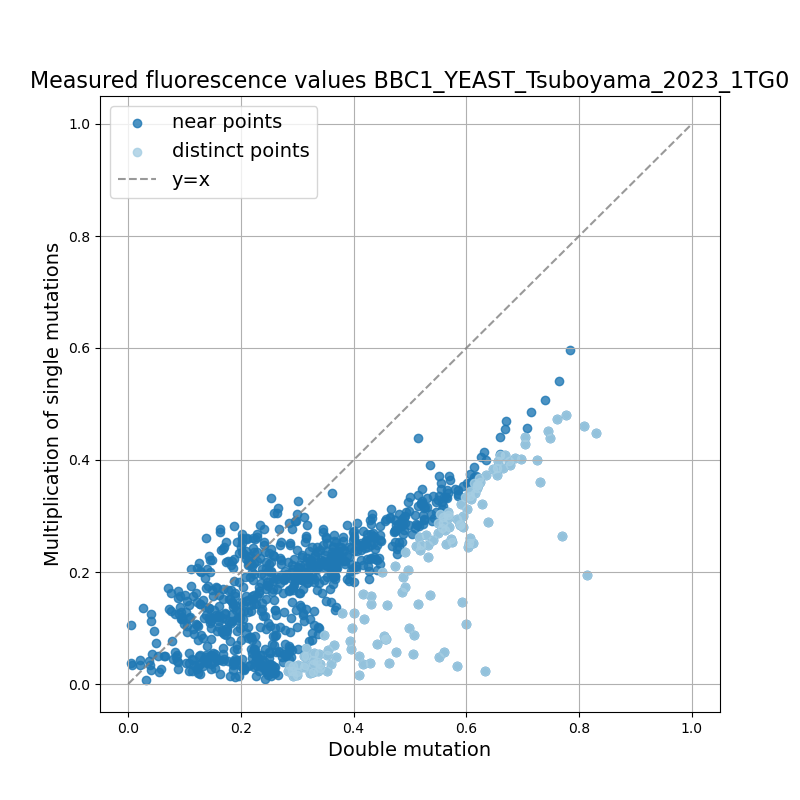 Measured fluorescence values BBC1_YEAST_Tsuboyama_2023_1TG0
near points
distinct points
y=x
Multiplication of single mutations
1.0
0.8
0.6
0.4
0.2
0.0
0.0 0.2 0.4 0.6 0.8 1.0
Double mutation